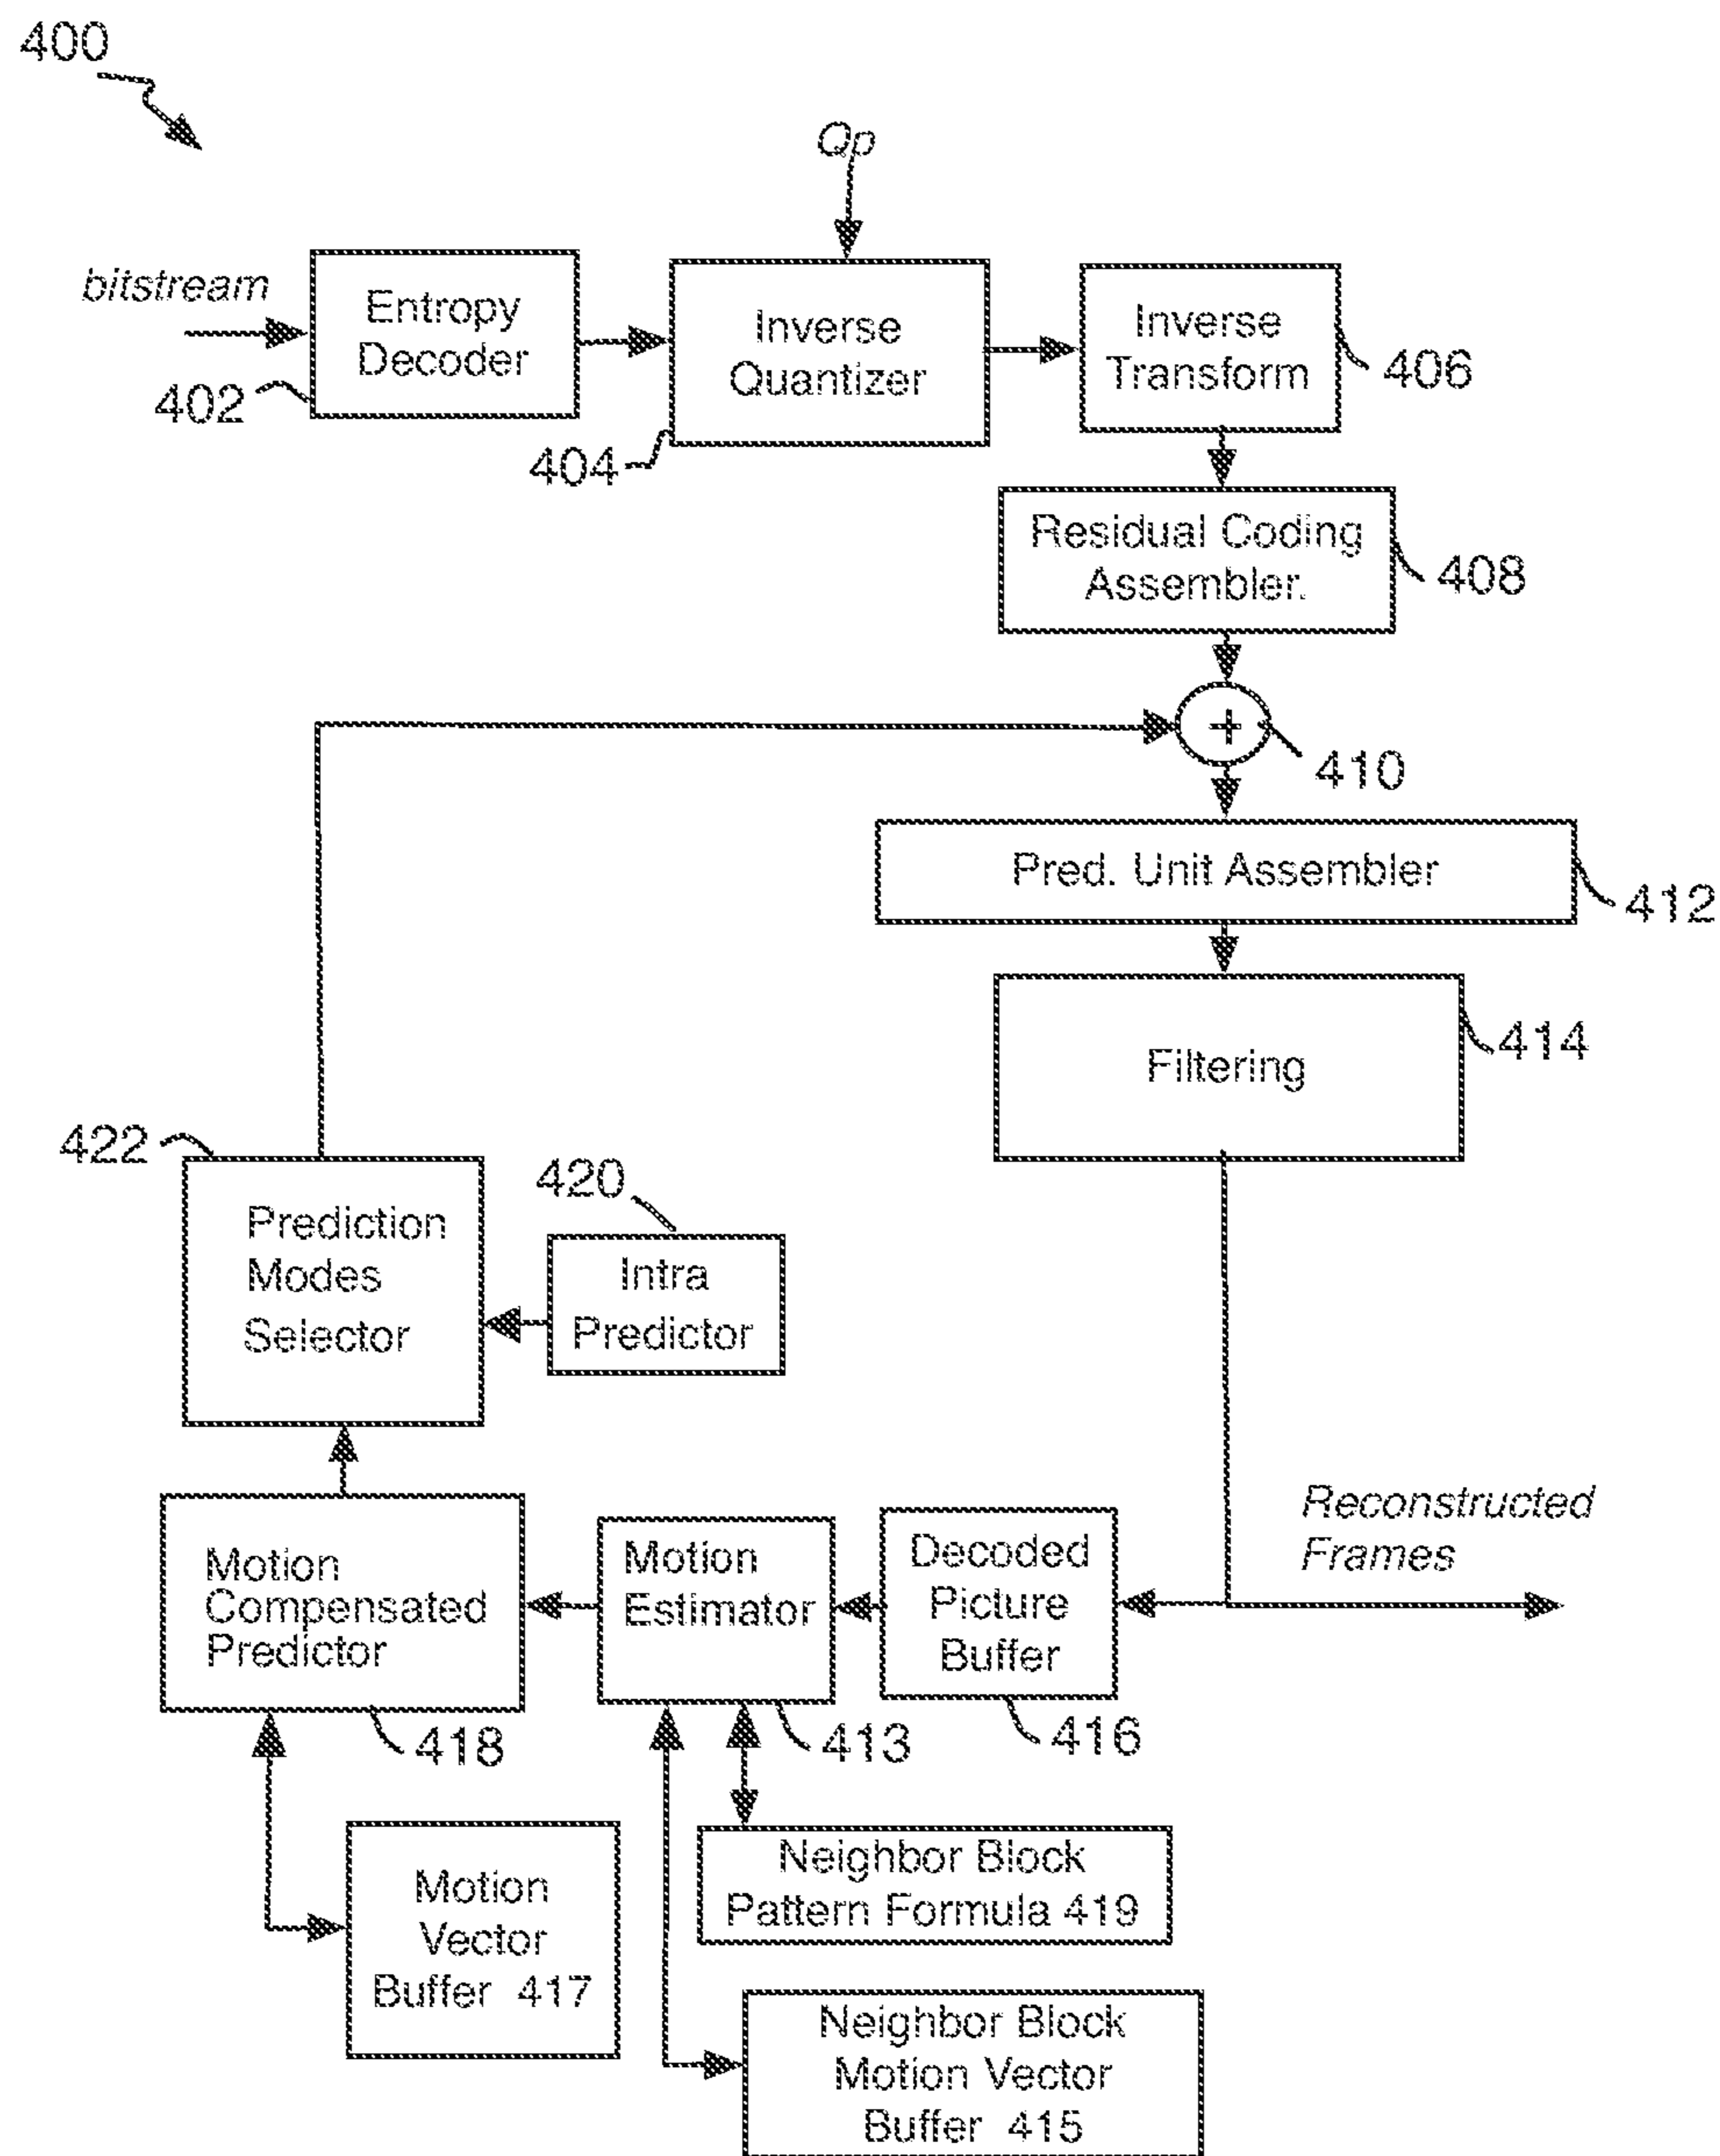 400
Qp
bitstream
Entropy
Decoder
402
Inverse
Quantizer
404
Inverse
Transform
406
Residual Coding
Assembler.
408
+
410
Pred. Unit Assembler
412
Filtering
414
422
Prediction
Modes
Selector
420
Intra
Predictor
Motion
Compensated
Predictor
418
Motion
Estimator
413
Decoded
Picture
Buffer
416
Reconstructed
Frames
Motion
Vector
Buffer 417
Neighbor Block
Pattern Formula 419
Neighbor Block
Motion Vector
Buffer 415